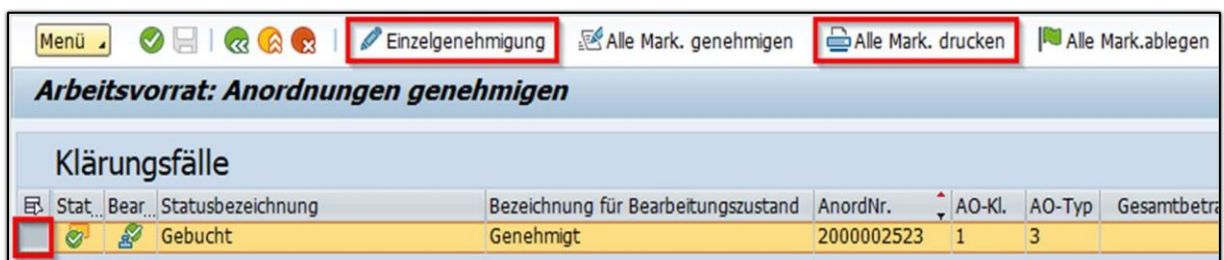 Menü Einzelgenehmigung Alle Mark. genehmigen Alle Mark. drucken Alle Mark.ablegen
Arbeitsvorrat: Anordnungen genehmigen
Klärungsfälle
Stat... Bear... Statusbezeichnung Bezeichnung für Bearbeitungszustand AnordNr. AO-Kl. AO-Typ Gesamtbetra
Gebucht Genehmigt 2000002523 1 3